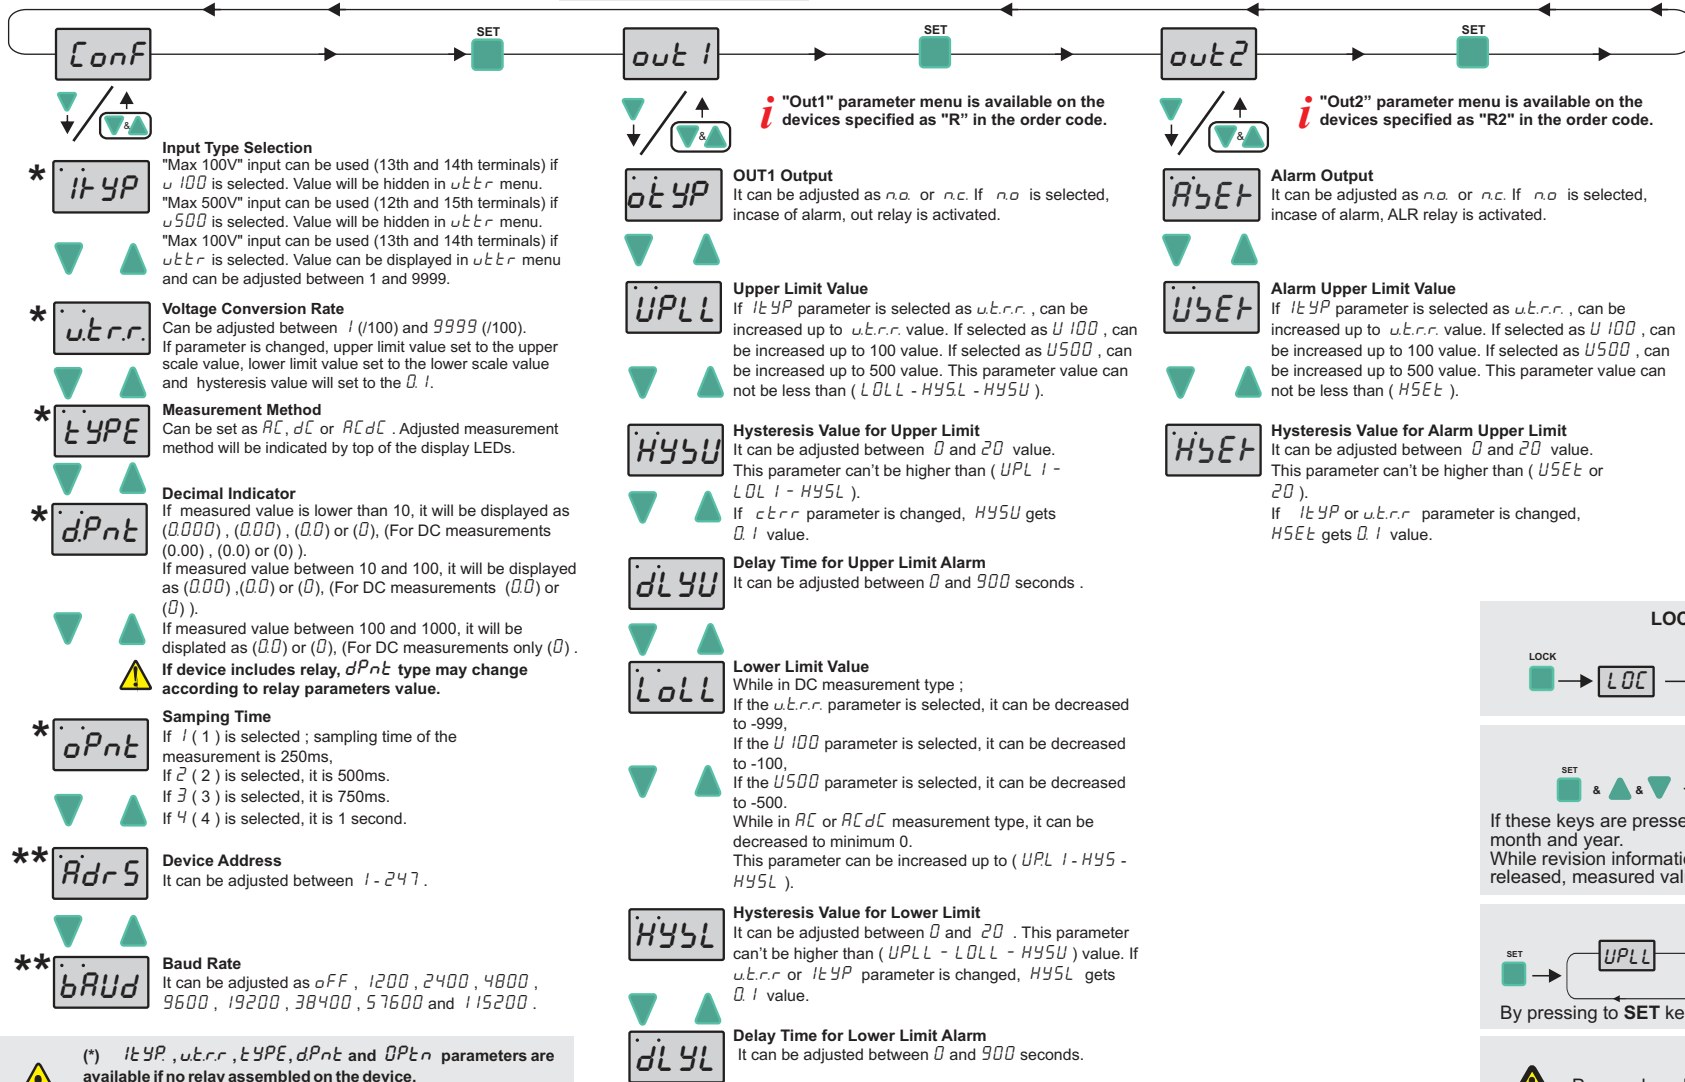 ConF
SET
out 1
SET
out2
SET
&
Input Type Selection
"Max 100V" input can be used (13th and 14th terminals) if
u 100 is selected. Value will be hidden in uttr menu.
"Max 500V" input can be used (12th and 15th terminals) if
u500 is selected. Value will be hidden in uttr menu.
"Max 100V" input can be used (13th and 14th terminals) if
uttr is selected. Value can be displayed in uttr menu
and can be adjusted between 1 and 9999.
* ItYP
Voltage Conversion Rate
Can be adjusted between 1 (/100) and 9999 (/100).
If parameter is changed, upper limit value set to the upper
scale value, lower limit value set to the lower scale value
and hysteresis value will set to the 0.1.
* u.t.r.r.
Measurement Method
Can be set as AC, dC or ACdC . Adjusted measurement
method will be indicated by top of the display LEDs.
* tYPE
Decimal Indicator
If measured value is lower than 10, it will be displayed as
(0.000) , (0.00) , (0.0) or (0), (For DC measurements
(0.00) , (0.0) or (0) ).
If measured value between 10 and 100, it will be displayed
as (0.00) ,(0.0) or (0), (For DC measurements (0.0) or
(0) ).
If measured value between 100 and 1000, it will be
displated as (0.0) or (0), (For DC measurements only (0) .
* d.Pnt
If device includes relay, dPnt type may change
according to relay parameters value.
Samping Time
If 1 ( 1 ) is selected ; sampling time of the
measurement is 250ms,
If 2 ( 2 ) is selected, it is 500ms.
If 3 ( 3 ) is selected, it is 750ms.
If 4 ( 4 ) is selected, it is 1 second.
* oPnt
Device Address
It can be adjusted between 1 - 247 .
** AdrS
Baud Rate
It can be adjusted as oFF , 1200 , 2400 , 4800 ,
9600 , 19200 , 38400 , 57600 and 115200 .
** bAUd
(*) ItYP. , u.t.r.r , tYPE, d.Pnt and OPtn parameters are
available if no relay assembled on the device.
&
i "Out1" parameter menu is available on the
devices specified as "R” in the order code.
otYP
OUT1 Output
It can be adjusted as n.o. or n.c. If n.o is selected,
incase of alarm, out relay is activated.
UPLL
Upper Limit Value
If ItYP parameter is selected as u.t.r.r. , can be
increased up to u.t.r.r. value. If selected as U 100 , can
be increased up to 100 value. If selected as U500 , can
be increased up to 500 value. This parameter value can
not be less than ( LOLL - HYS.L - HYSU ).
HYSU
Hysteresis Value for Upper Limit
It can be adjusted between 0 and 20 value.
This parameter can't be higher than ( UPL 1 -
LOL 1 - HYSL ).
If ctrr parameter is changed, HYSU gets
0.1 value.
dLYU
Delay Time for Upper Limit Alarm
It can be adjusted between 0 and 900 seconds .
LoLL
Lower Limit Value
While in DC measurement type ;
If the u.t.r.r. parameter is selected, it can be decreased
to -999,
If the U 100 parameter is selected, it can be decreased
to -100,
If the U500 parameter is selected, it can be decreased
to -500.
While in AC or ACdC measurement type, it can be
decreased to minimum 0.
This parameter can be increased up to ( UP.L 1 - HYS -
HYSL ).
HYSL
Hysteresis Value for Lower Limit
It can be adjusted between 0 and 20 . This parameter
can't be higher than ( UPLL - LOLL - HYSU ) value. If
u.t.r.r or ItYP parameter is changed, HYSL gets
0.1 value.
dLYL
Delay Time for Lower Limit Alarm
It can be adjusted between 0 and 900 seconds.
&
i "Out2” parameter menu is available on the
devices specified as "R2" in the order code.
ASEt
Alarm Output
It can be adjusted as n.o. or n.c. If n.o is selected,
incase of alarm, ALR relay is activated.
USEt
Alarm Upper Limit Value
If ItYP parameter is selected as u.t.r.r. , can be
increased up to u.t.r.r. value. If selected as U 100 , can
be increased up to 100 value. If selected as U500 , can
be increased up to 500 value. This parameter value can
not be less than ( HSEt ).
HSEt
Hysteresis Value for Alarm Upper Limit
It can be adjusted between 0 and 20 value.
This parameter can't be higher than ( USEt or
20 ).
If ItYP or u.t.r.r parameter is changed,
HSEt gets 0.1 value.
LOCK
LOC
SET
& &
If these keys are presse
month and year.
While revision informatio
released, measured val
SET
UPLL
By pressing to SET ke